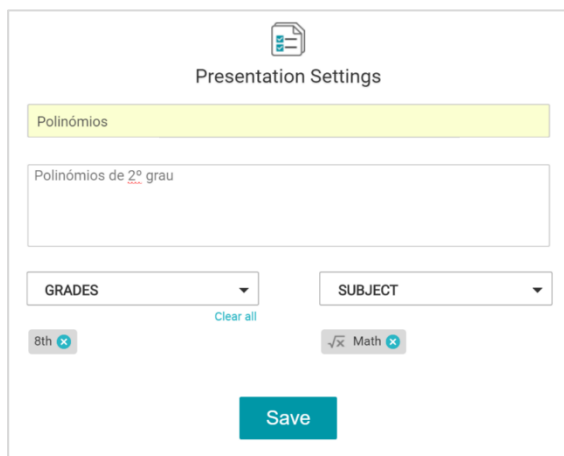 Presentation Settings
Polinómios
Polinómios de 2º grau
GRADES
SUBJECT
Clear all
8th
√x Math
Save